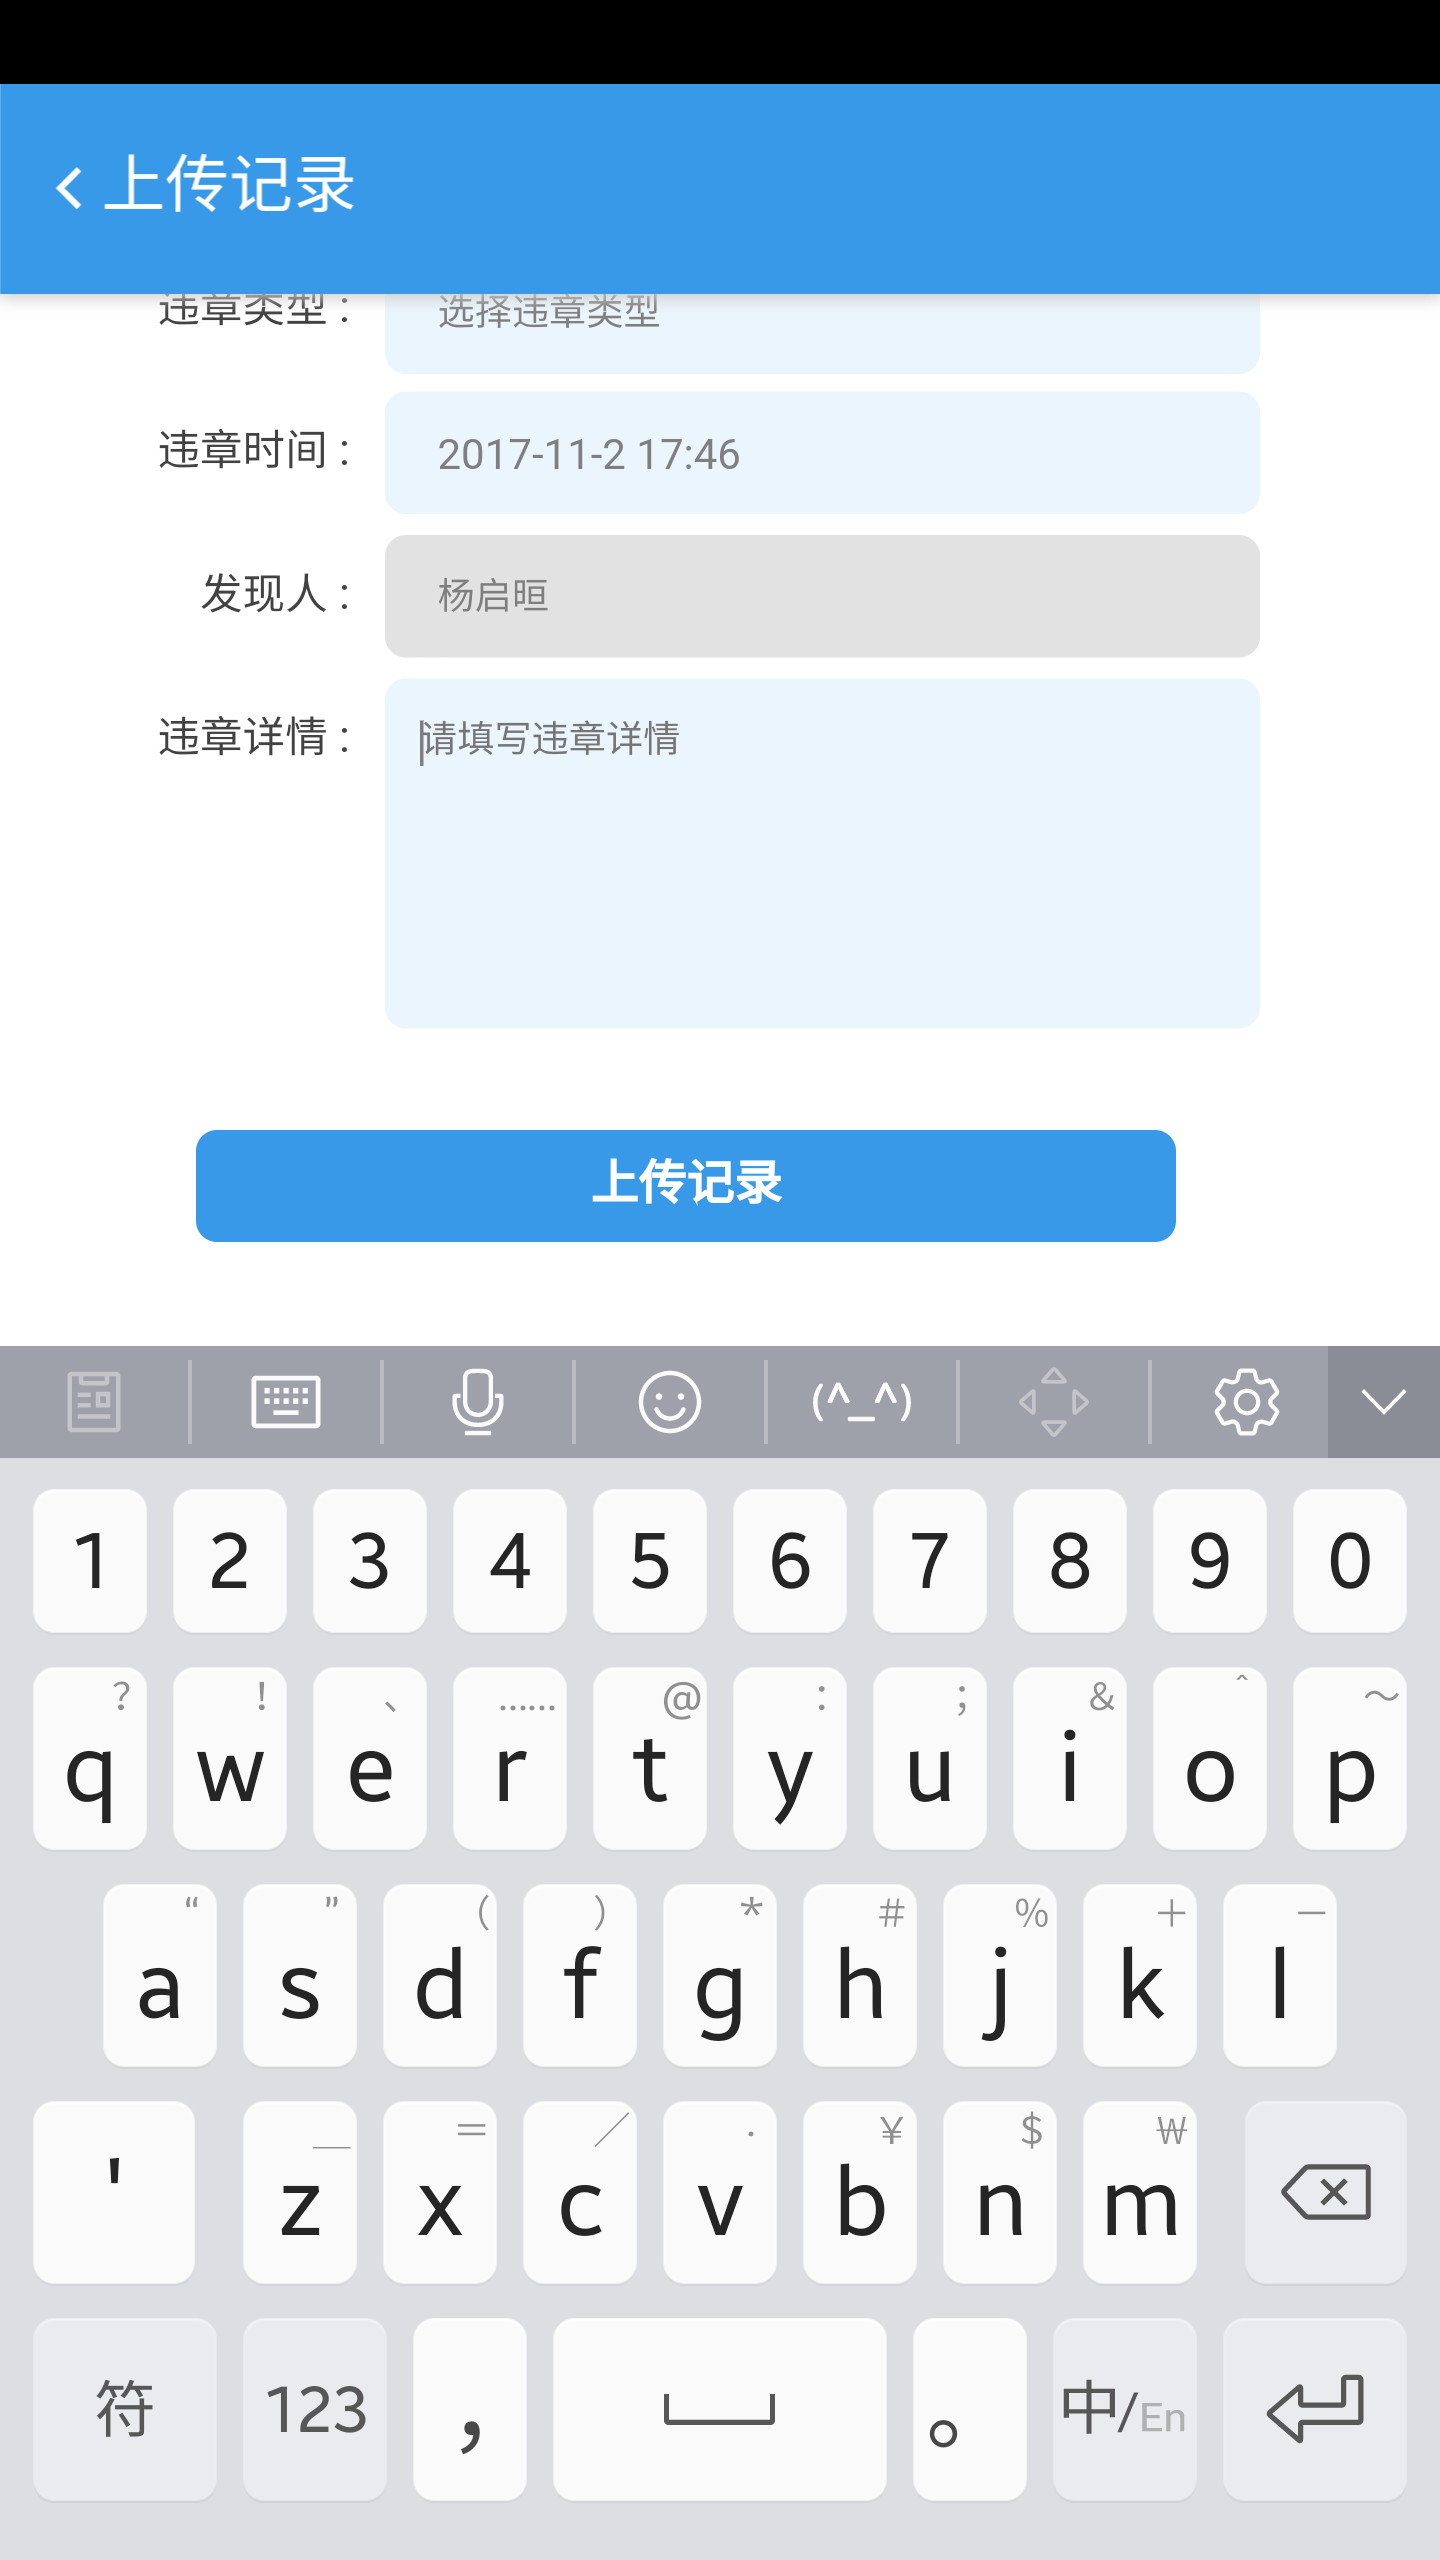 上传记录
违章类型 : 选择违章类型
违章时间 : 2017-11-2 17:46
发现人 : 杨启晅
违章详情 : 请填写违章详情
上传记录
(^_^)
1 2 3 4 5 6 7 8 9 0
? ! 、 …… @ : ; & ˆ ～
q w e r t y u i o p
“ ” ( ) * # % + －
a s d f g h j k l
＿ = ／ · ¥ $ ₩
' z x c v b n m
符 123 ， 。 中/En